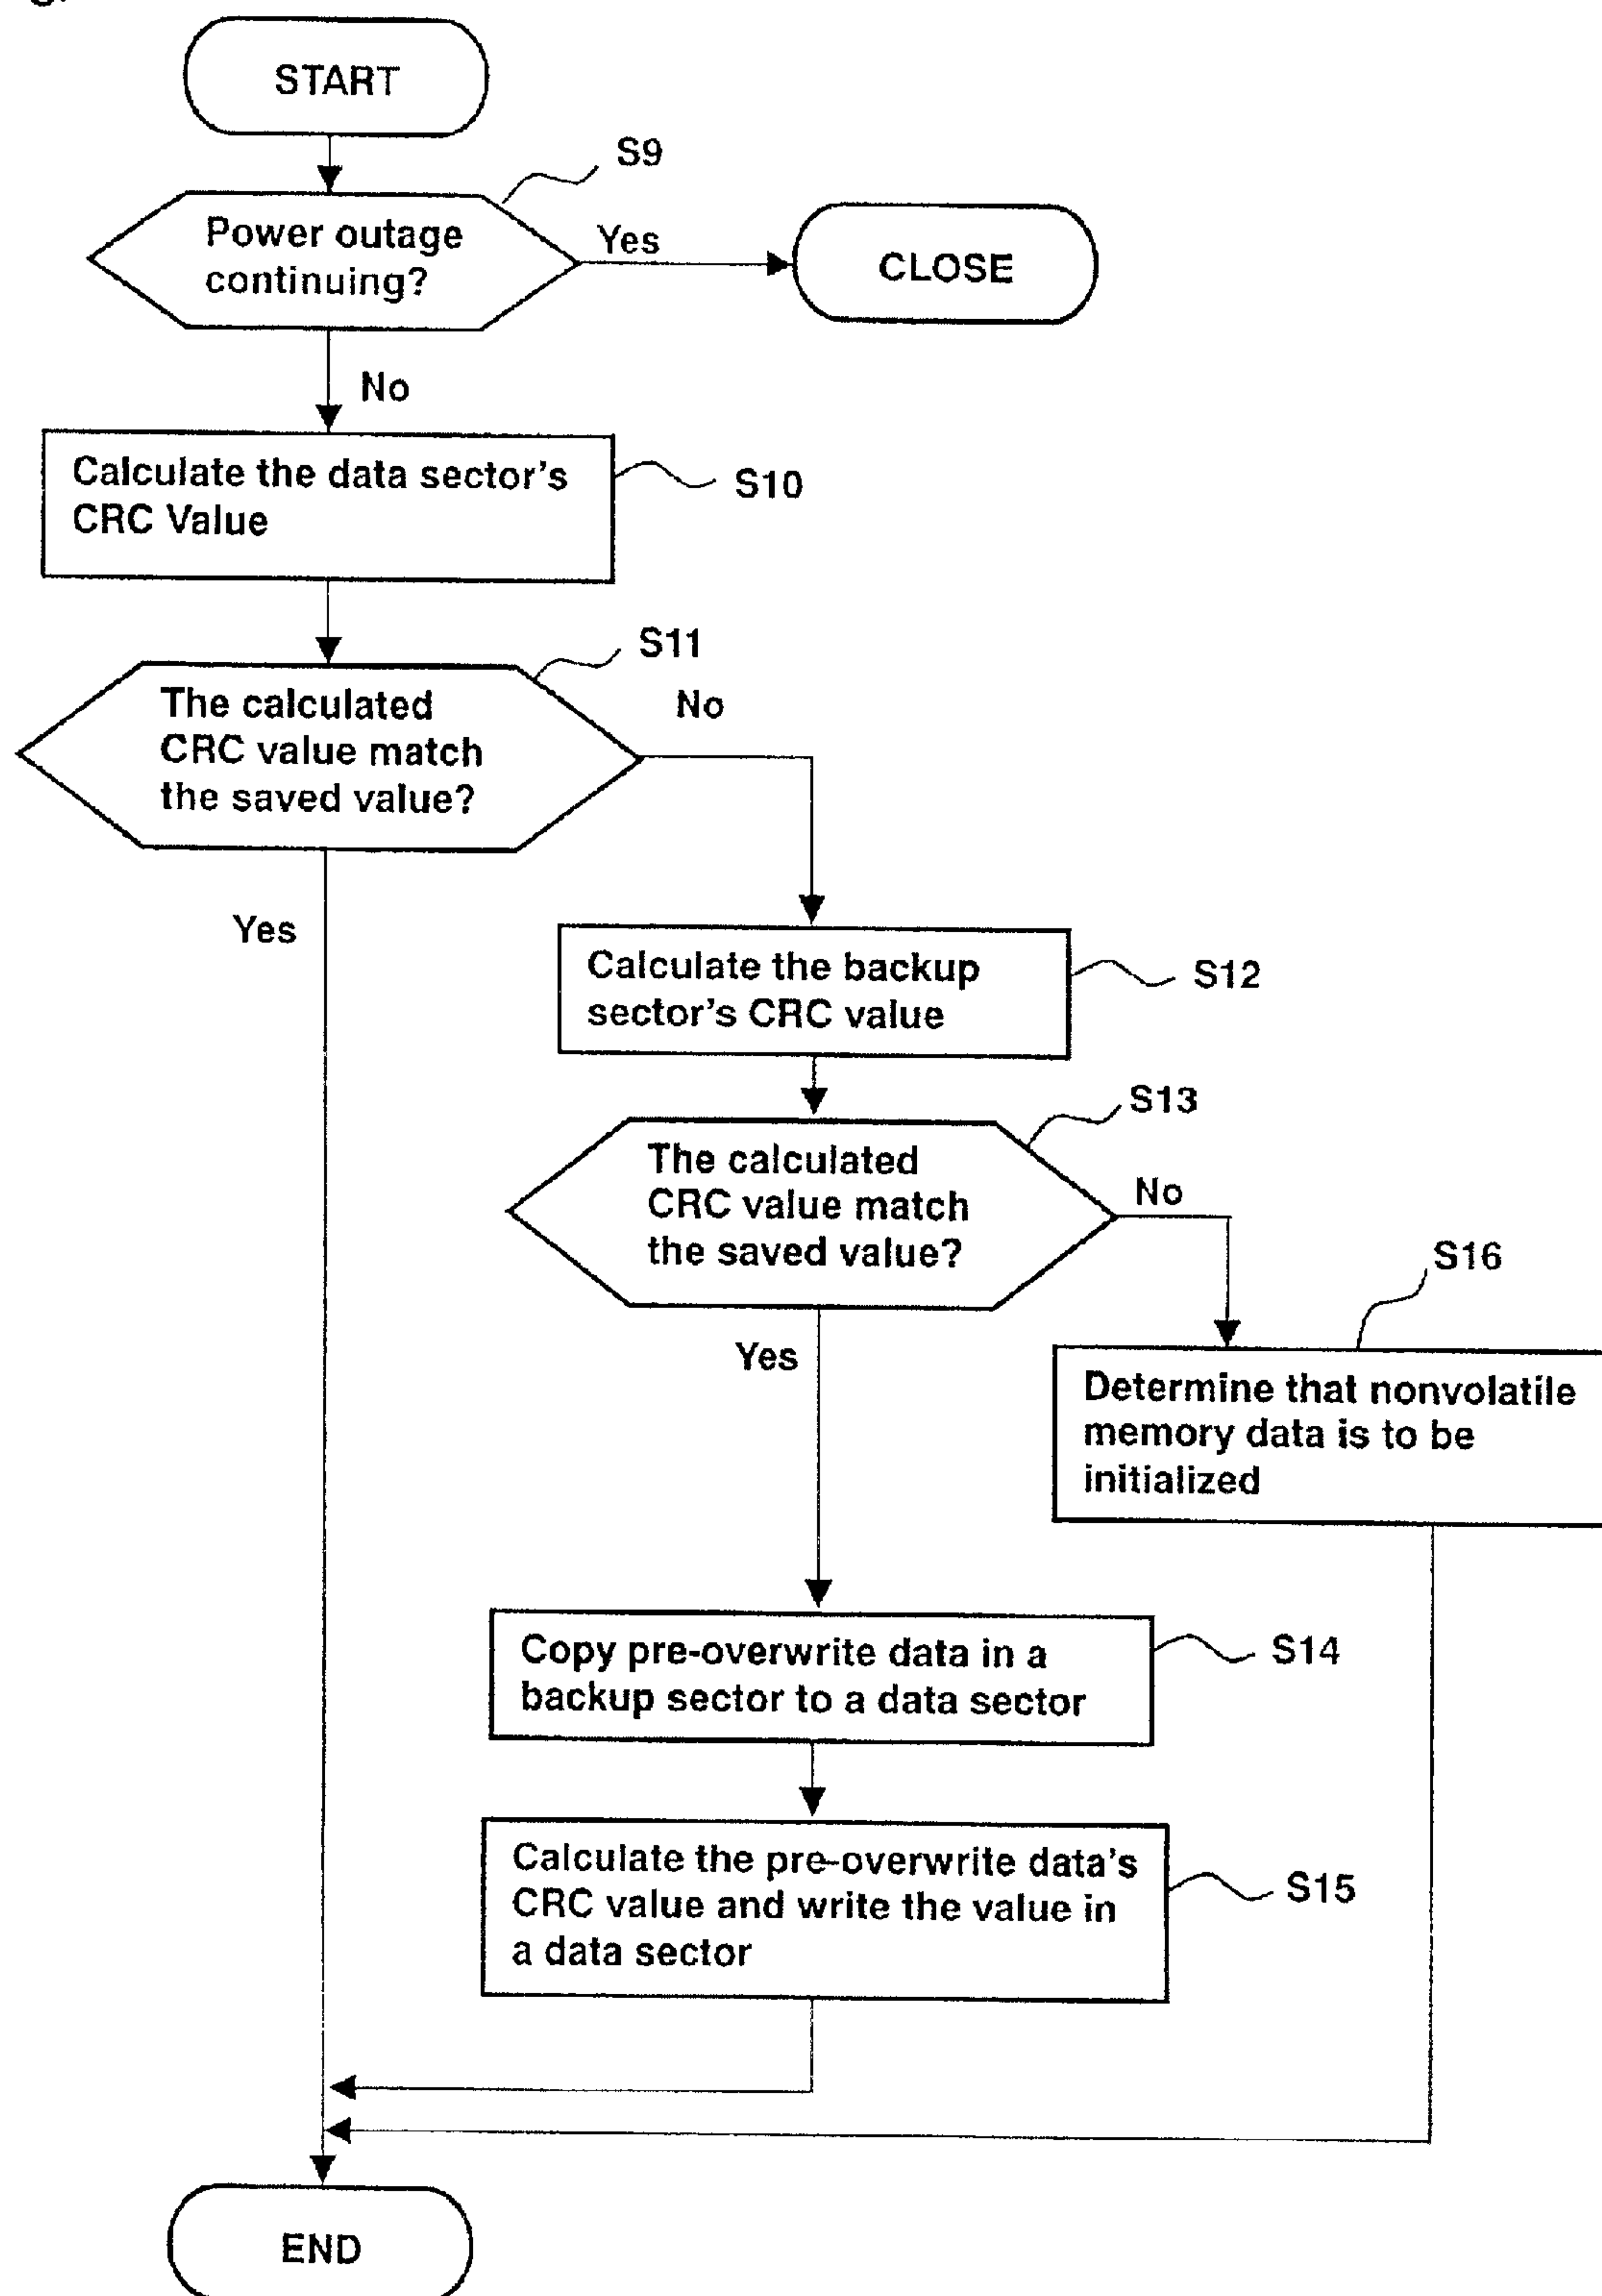 START
S9
Power outage
continuing?
Yes
CLOSE
No
Calculate the data sector's
CRC Value
S10
S11
The calculated
CRC value match
the saved value?
No
Yes
Calculate the backup
sector's CRC value
S12
S13
The calculated
CRC value match
the saved value?
No
S16
Yes
Determine that nonvolatile
memory data is to be
initialized
Copy pre-overwrite data in a
backup sector to a data sector
S14
Calculate the pre-overwrite data's
CRC value and write the value in
a data sector
S15
END